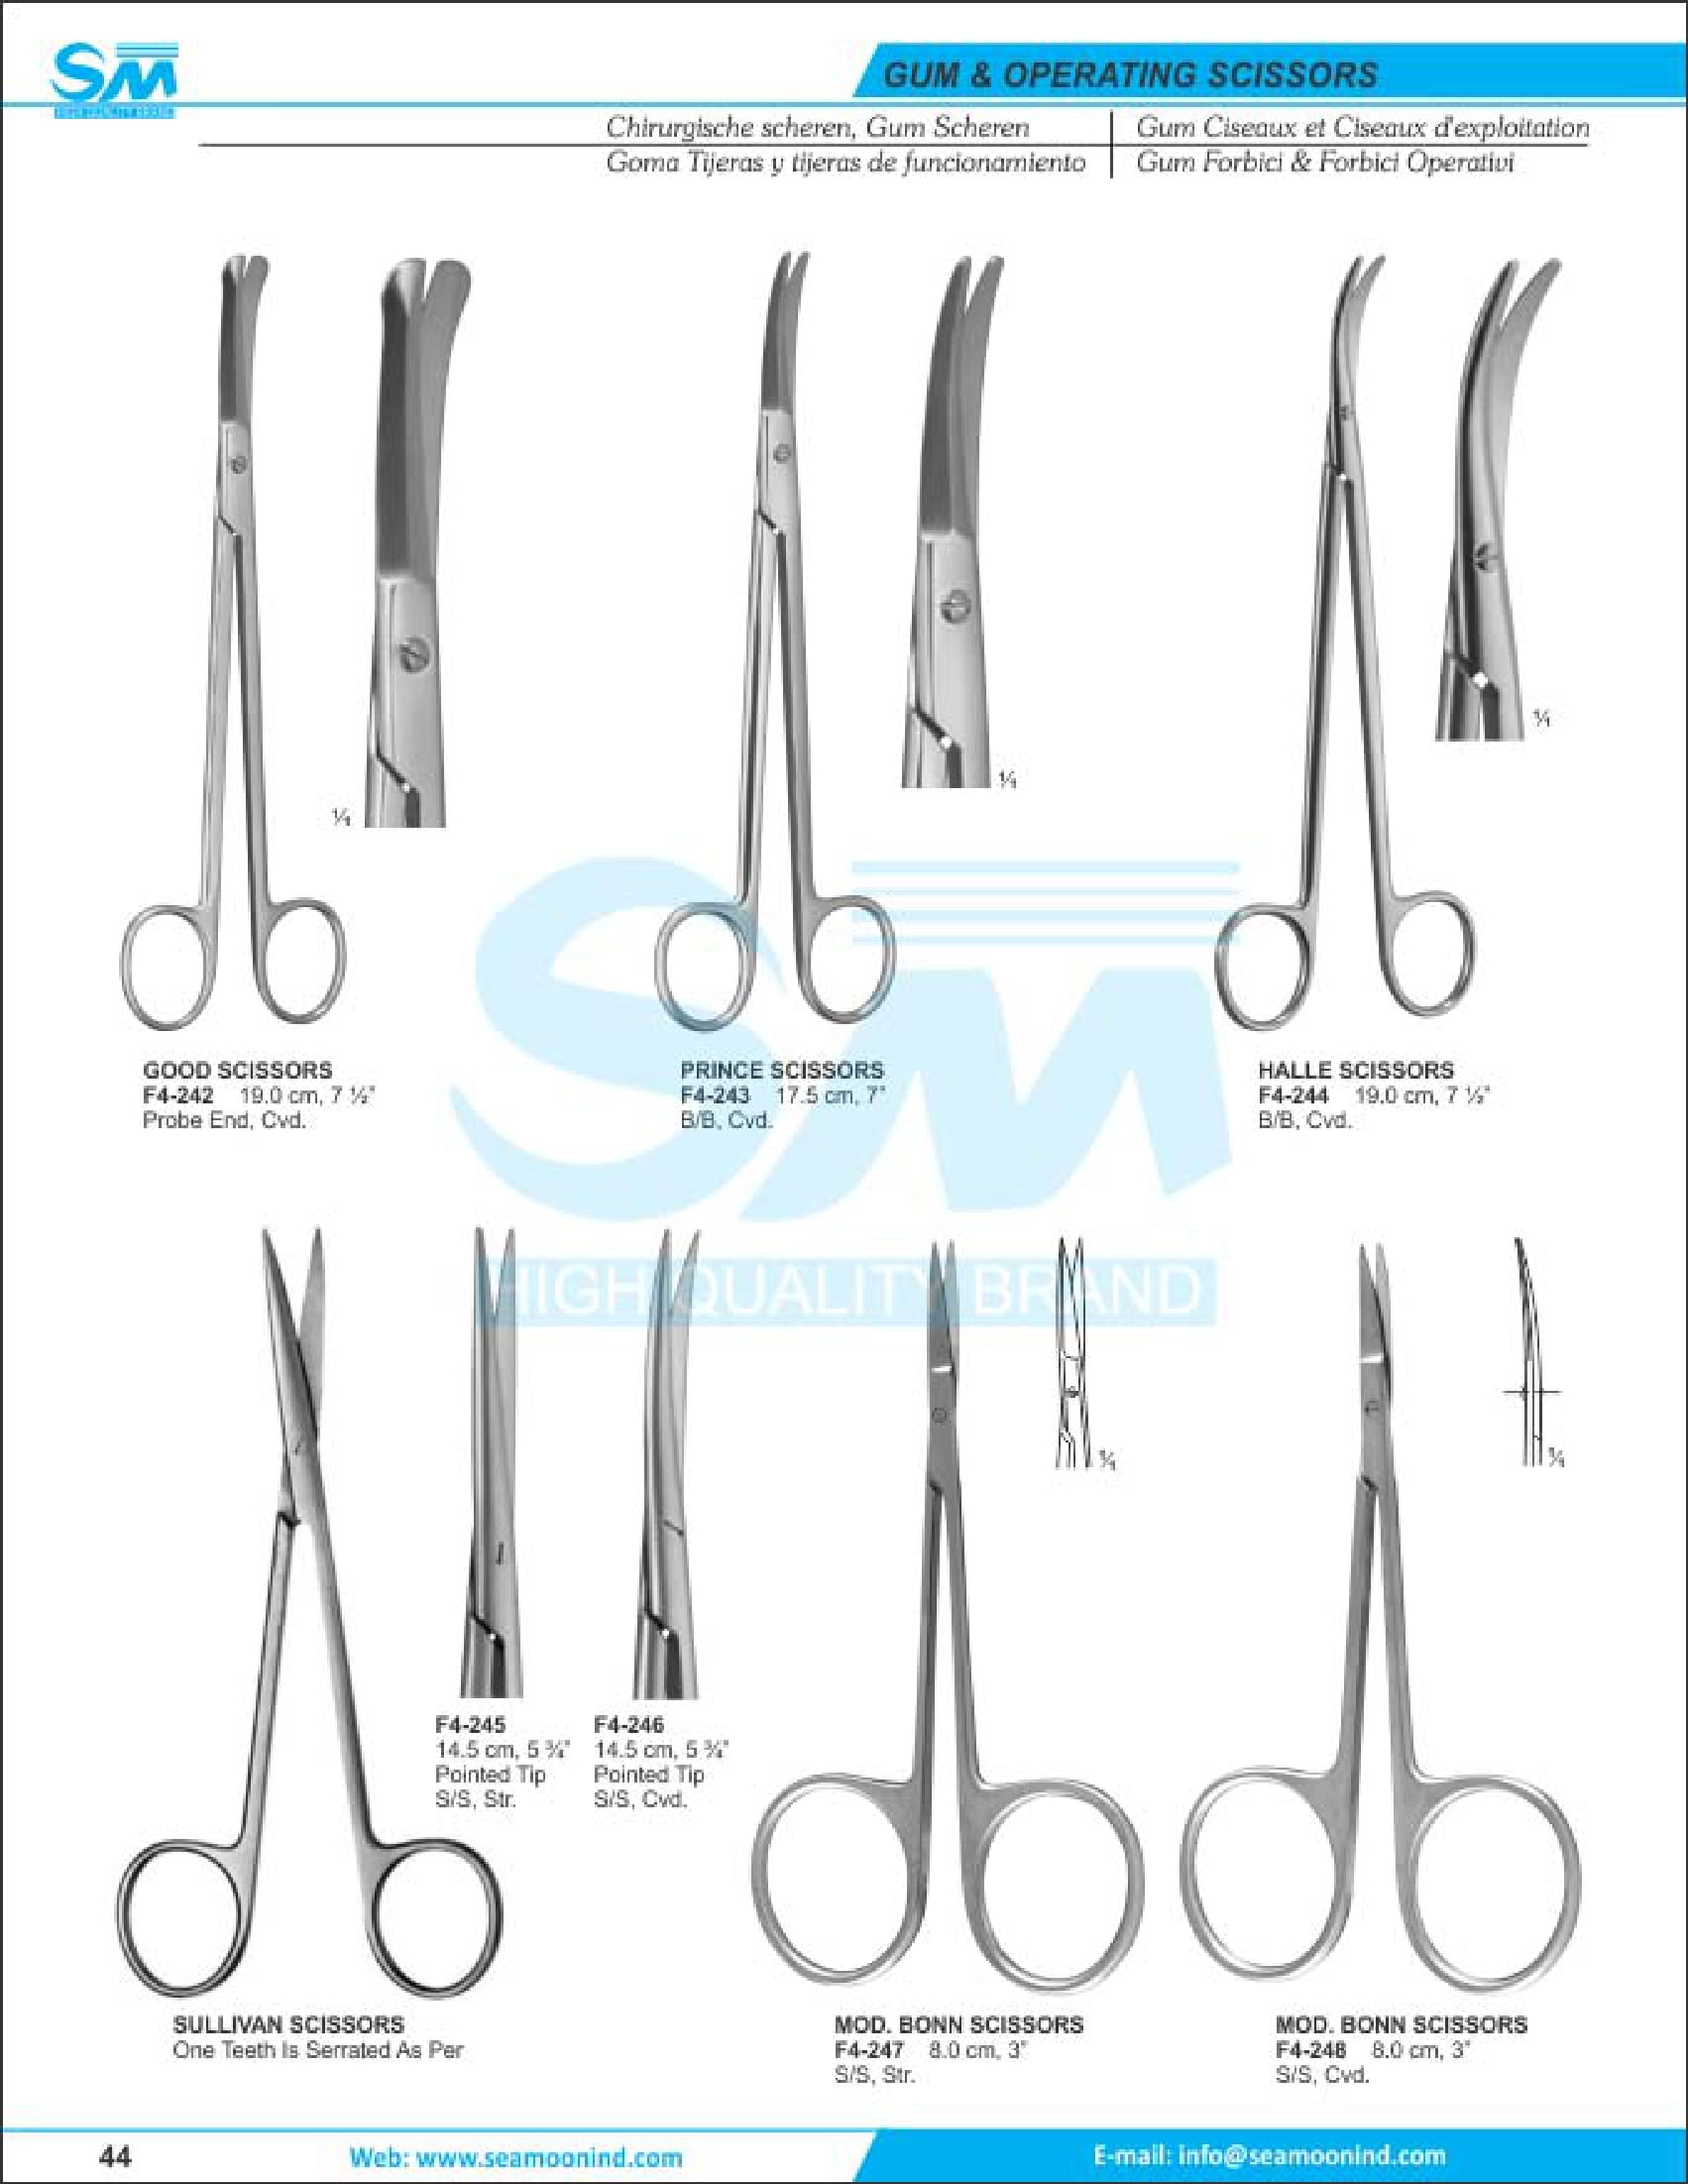 SM
GUM & OPERATING SCISSORS
Chirurgische scheren, Gum Scheren
Gum Ciseaux et Ciseaux d'exploitation
Goma Tijeras y tijeras de funcionamiento
Gum Forbici & Forbici Operativi
1/1
1/1
1/1
GOOD SCISSORS
F4-242 19.0 cm, 7 ½"
Probe End, Cvd.
PRINCE SCISSORS
F4-243 17.5 cm, 7"
B/B, Cvd.
HALLE SCISSORS
F4-244 19.0 cm, 7 ½"
B/B, Cvd.
SM
HIGH QUALITY BRAND
F4-245
14.5 cm, 5 ¾"
Pointed Tip
S/S, Str.
F4-246
14.5 cm, 5 ¾"
Pointed Tip
S/S, Cvd.
SULLIVAN SCISSORS
One Teeth Is Serrated As Per
MOD. BONN SCISSORS
F4-247 8.0 cm, 3"
S/S, Str.
MOD. BONN SCISSORS
F4-248 8.0 cm, 3"
S/S, Cvd.
44
Web: www.seamoonind.com
E-mail: info@seamoonind.com